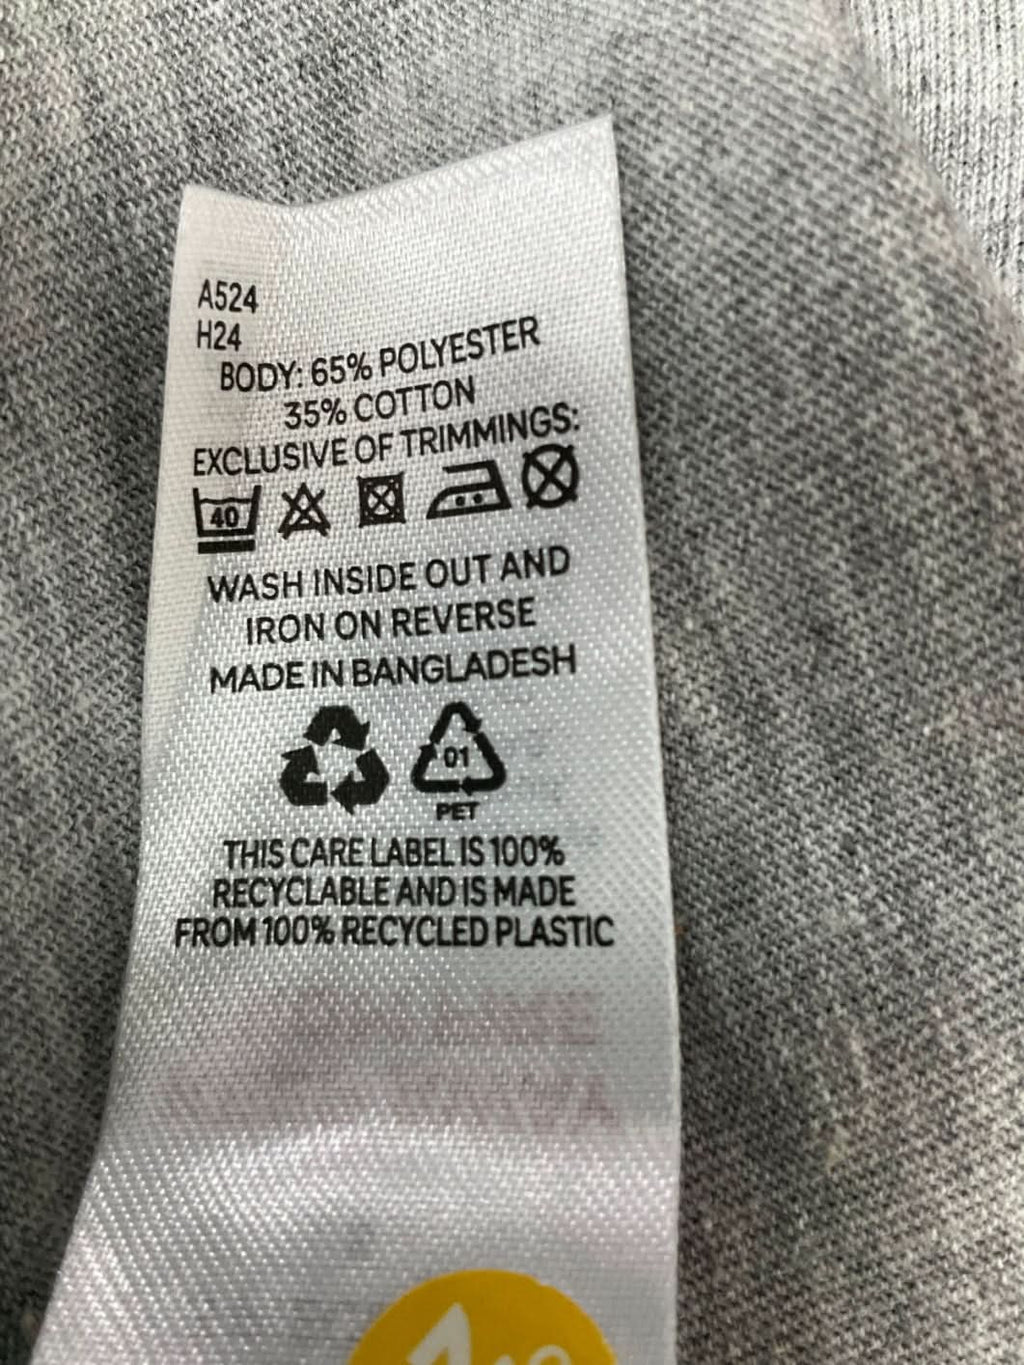 A524
H24
BODY: 65% POLYESTER
35% COTTON
EXCLUSIVE OF TRIMMINGS:
40
WASH INSIDE OUT AND
IRON ON REVERSE
MADE IN BANGLADESH
01
PET
THIS CARE LABEL IS 100%
RECYCLABLE AND IS MADE
FROM 100% RECYCLED PLASTIC